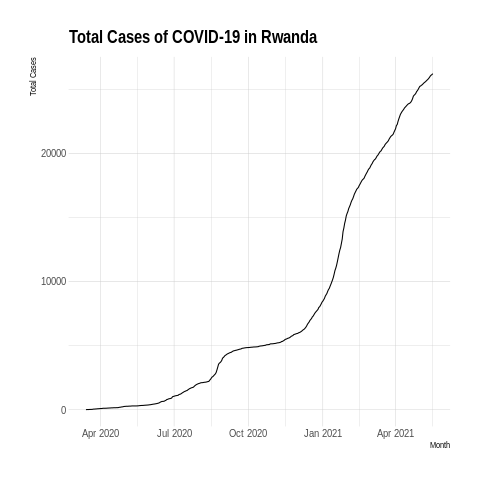 Total Cases of COVID-19 in Rwanda
Total Cases
20000
10000
0
Apr 2020 Jul 2020 Oct 2020 Jan 2021 Apr 2021
Month